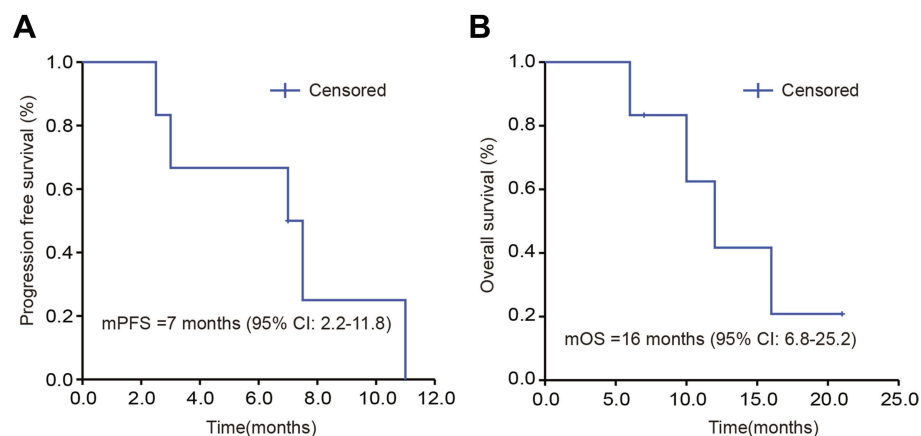 A
B
Progression free survival (%)
1.0
0.8
0.6
0.4
0.2
0.0
Censored
mPFS =7 months (95% CI: 2.2-11.8)
0.0 2.0 4.0 6.0 8.0 10.0 12.0
Time(months)
Overall survival (%)
1.0
0.8
0.6
0.4
0.2
0.0
Censored
mOS =16 months (95% CI: 6.8-25.2)
0.0 5.0 10.0 15.0 20.0 25.0
Time(months)